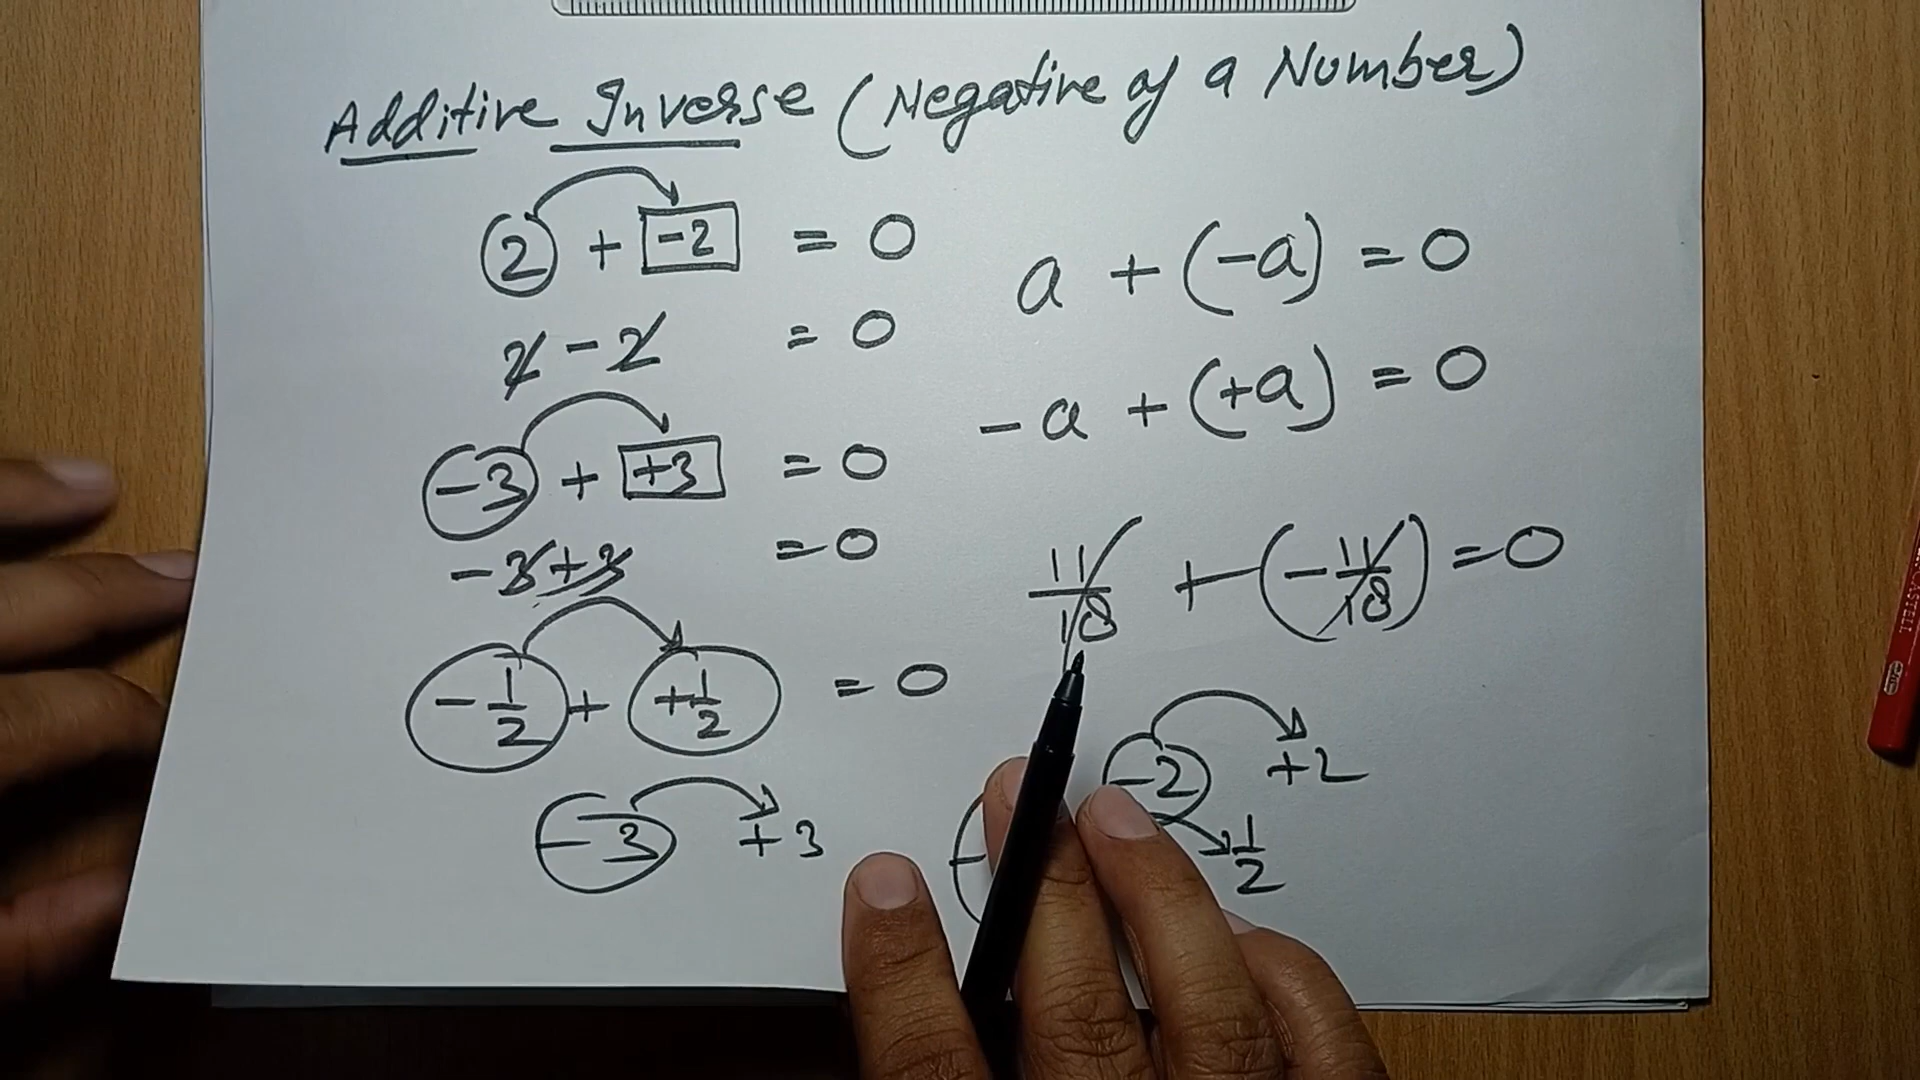 Additive Inverse (Negative of a Number)
2 + -2 = 0
2 - 2 = 0
-3 + +3 = 0
-3+3 = 0
-1/2 + +1/2 = 0
-3 +3
a + (-a) = 0
-a + (+a) = 0
11/18 + (-11/18) = 0
-2 +2
1/2